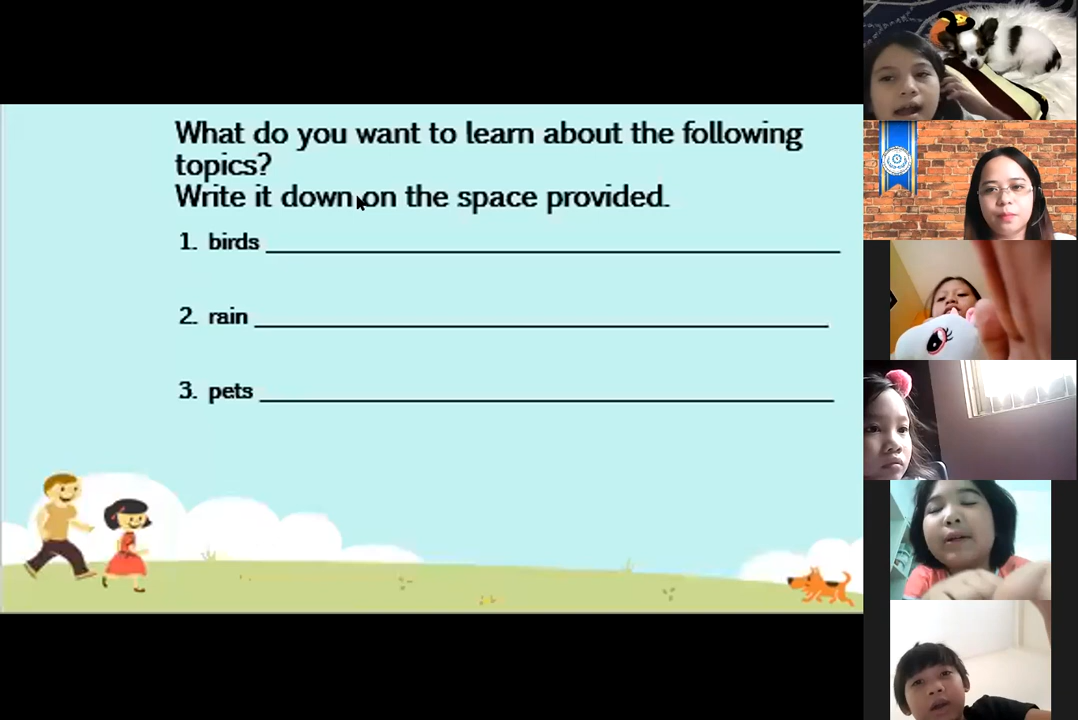 What do you want to learn about the following
topics?
Write it down on the space provided.
1. birds
2. rain
3. pets